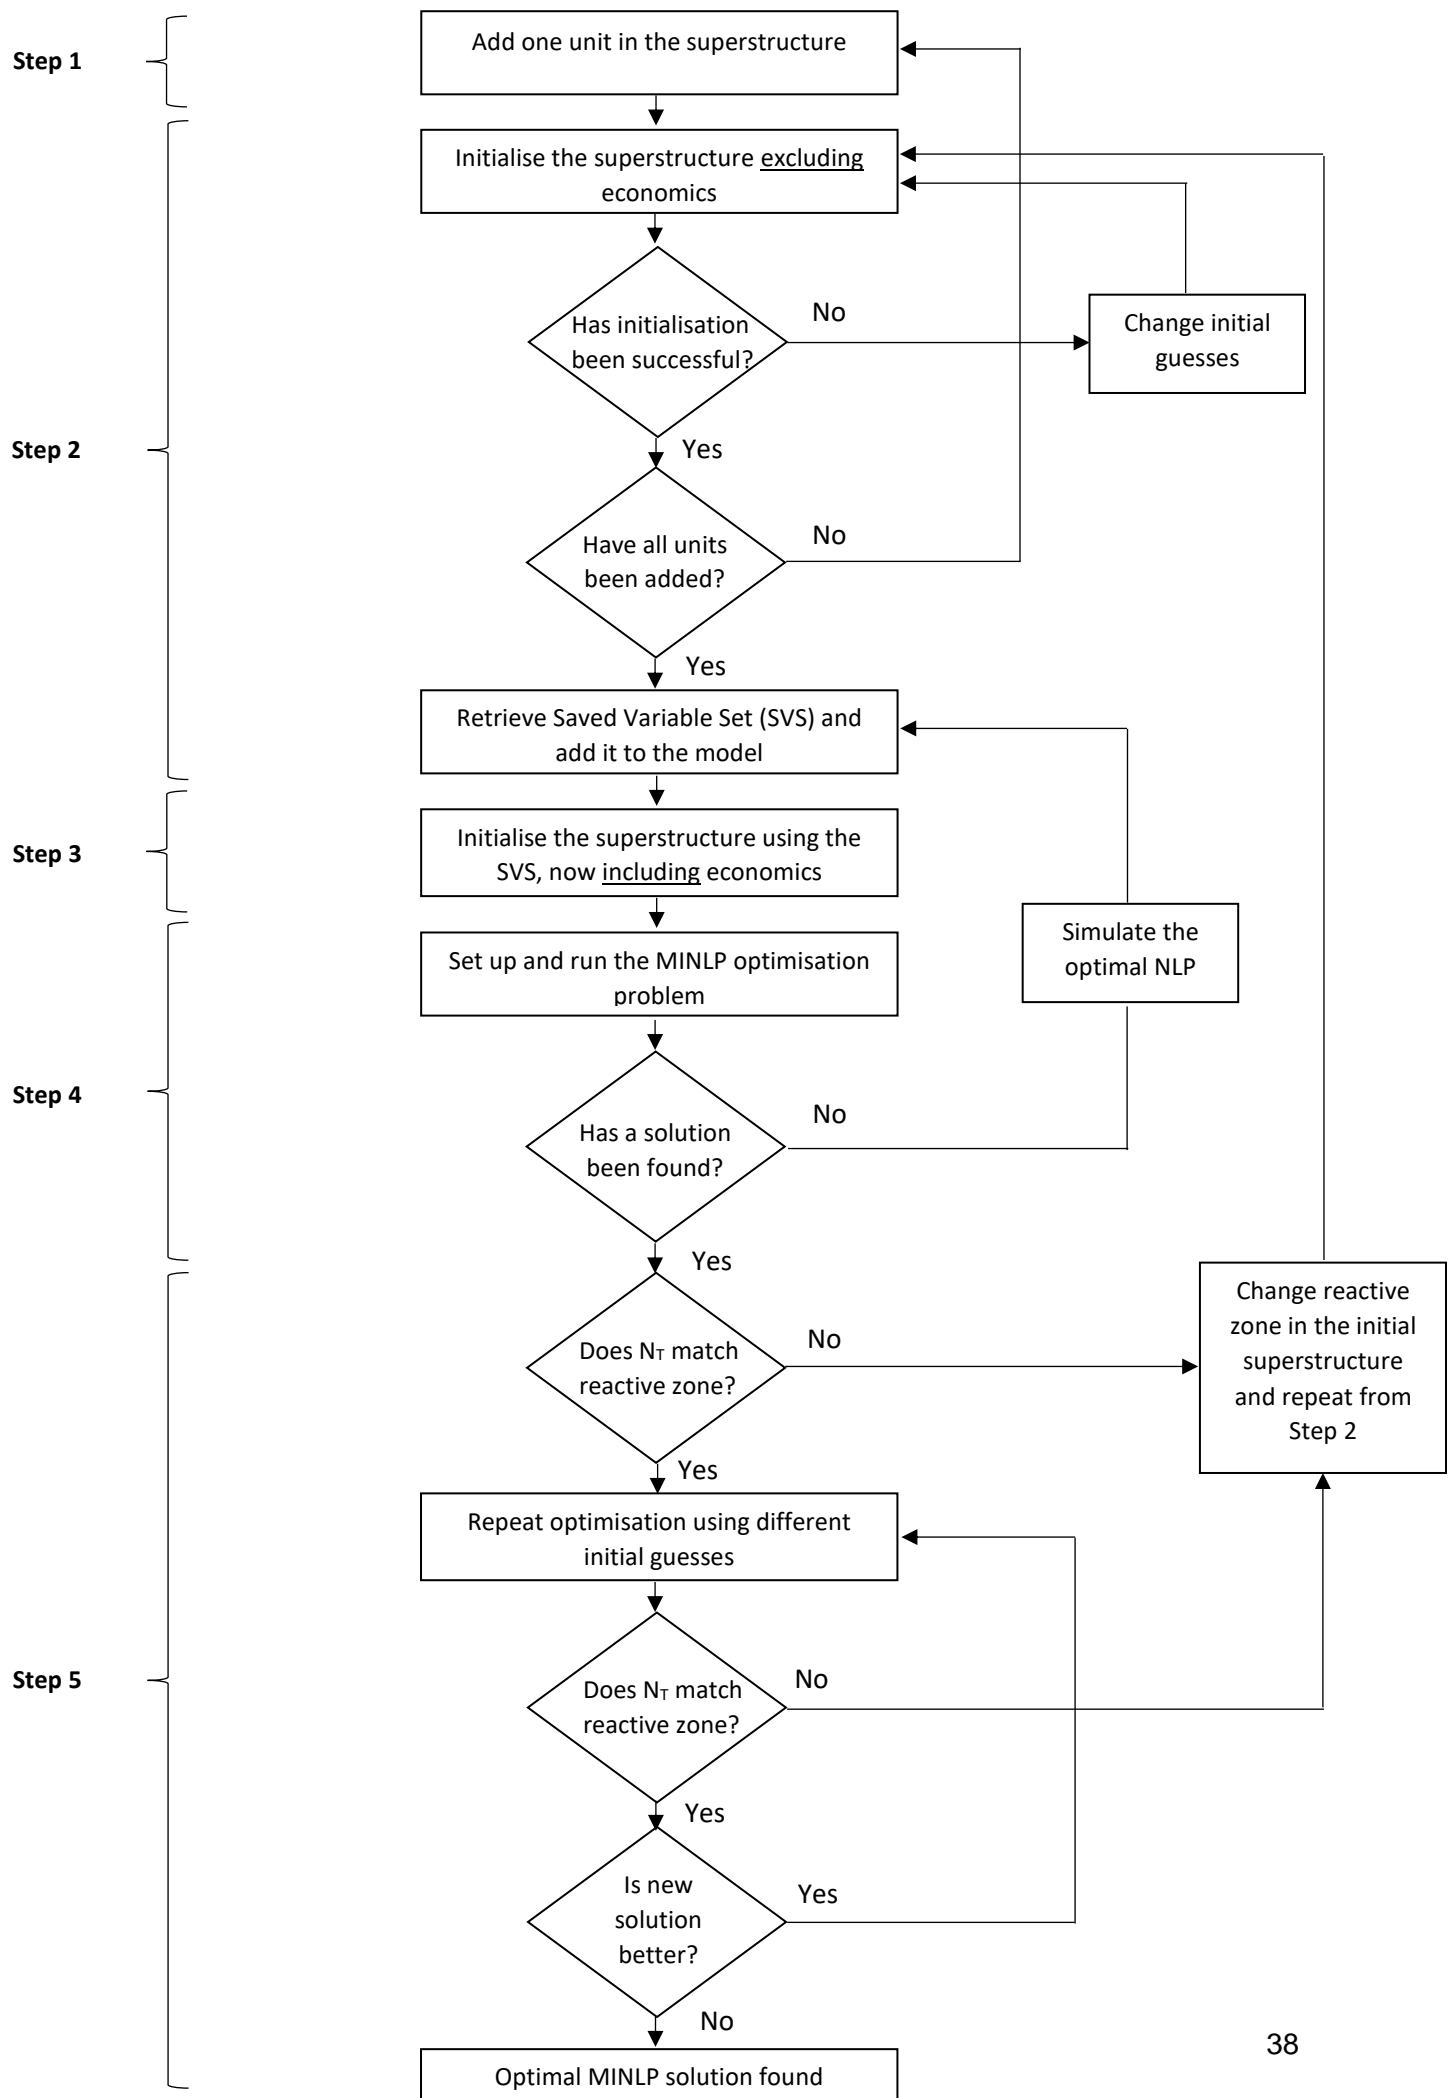 Step 1
Add one unit in the superstructure
Step 2
Initialise the superstructure excluding
economics
Has initialisation
been successful?
No
Change initial
guesses
Yes
Have all units
been added?
No
Yes
Retrieve Saved Variable Set (SVS) and
add it to the model
Step 3
Initialise the superstructure using the
SVS, now including economics
Step 4
Set up and run the MINLP optimisation
problem
Simulate the
optimal NLP
Has a solution
been found?
No
Yes
Step 5
Does NT match
reactive zone?
No
Change reactive
zone in the initial
superstructure
and repeat from
Step 2
Yes
Repeat optimisation using different
initial guesses
Does NT match
reactive zone?
No
Yes
Is new
solution
better?
Yes
No
Optimal MINLP solution found
38